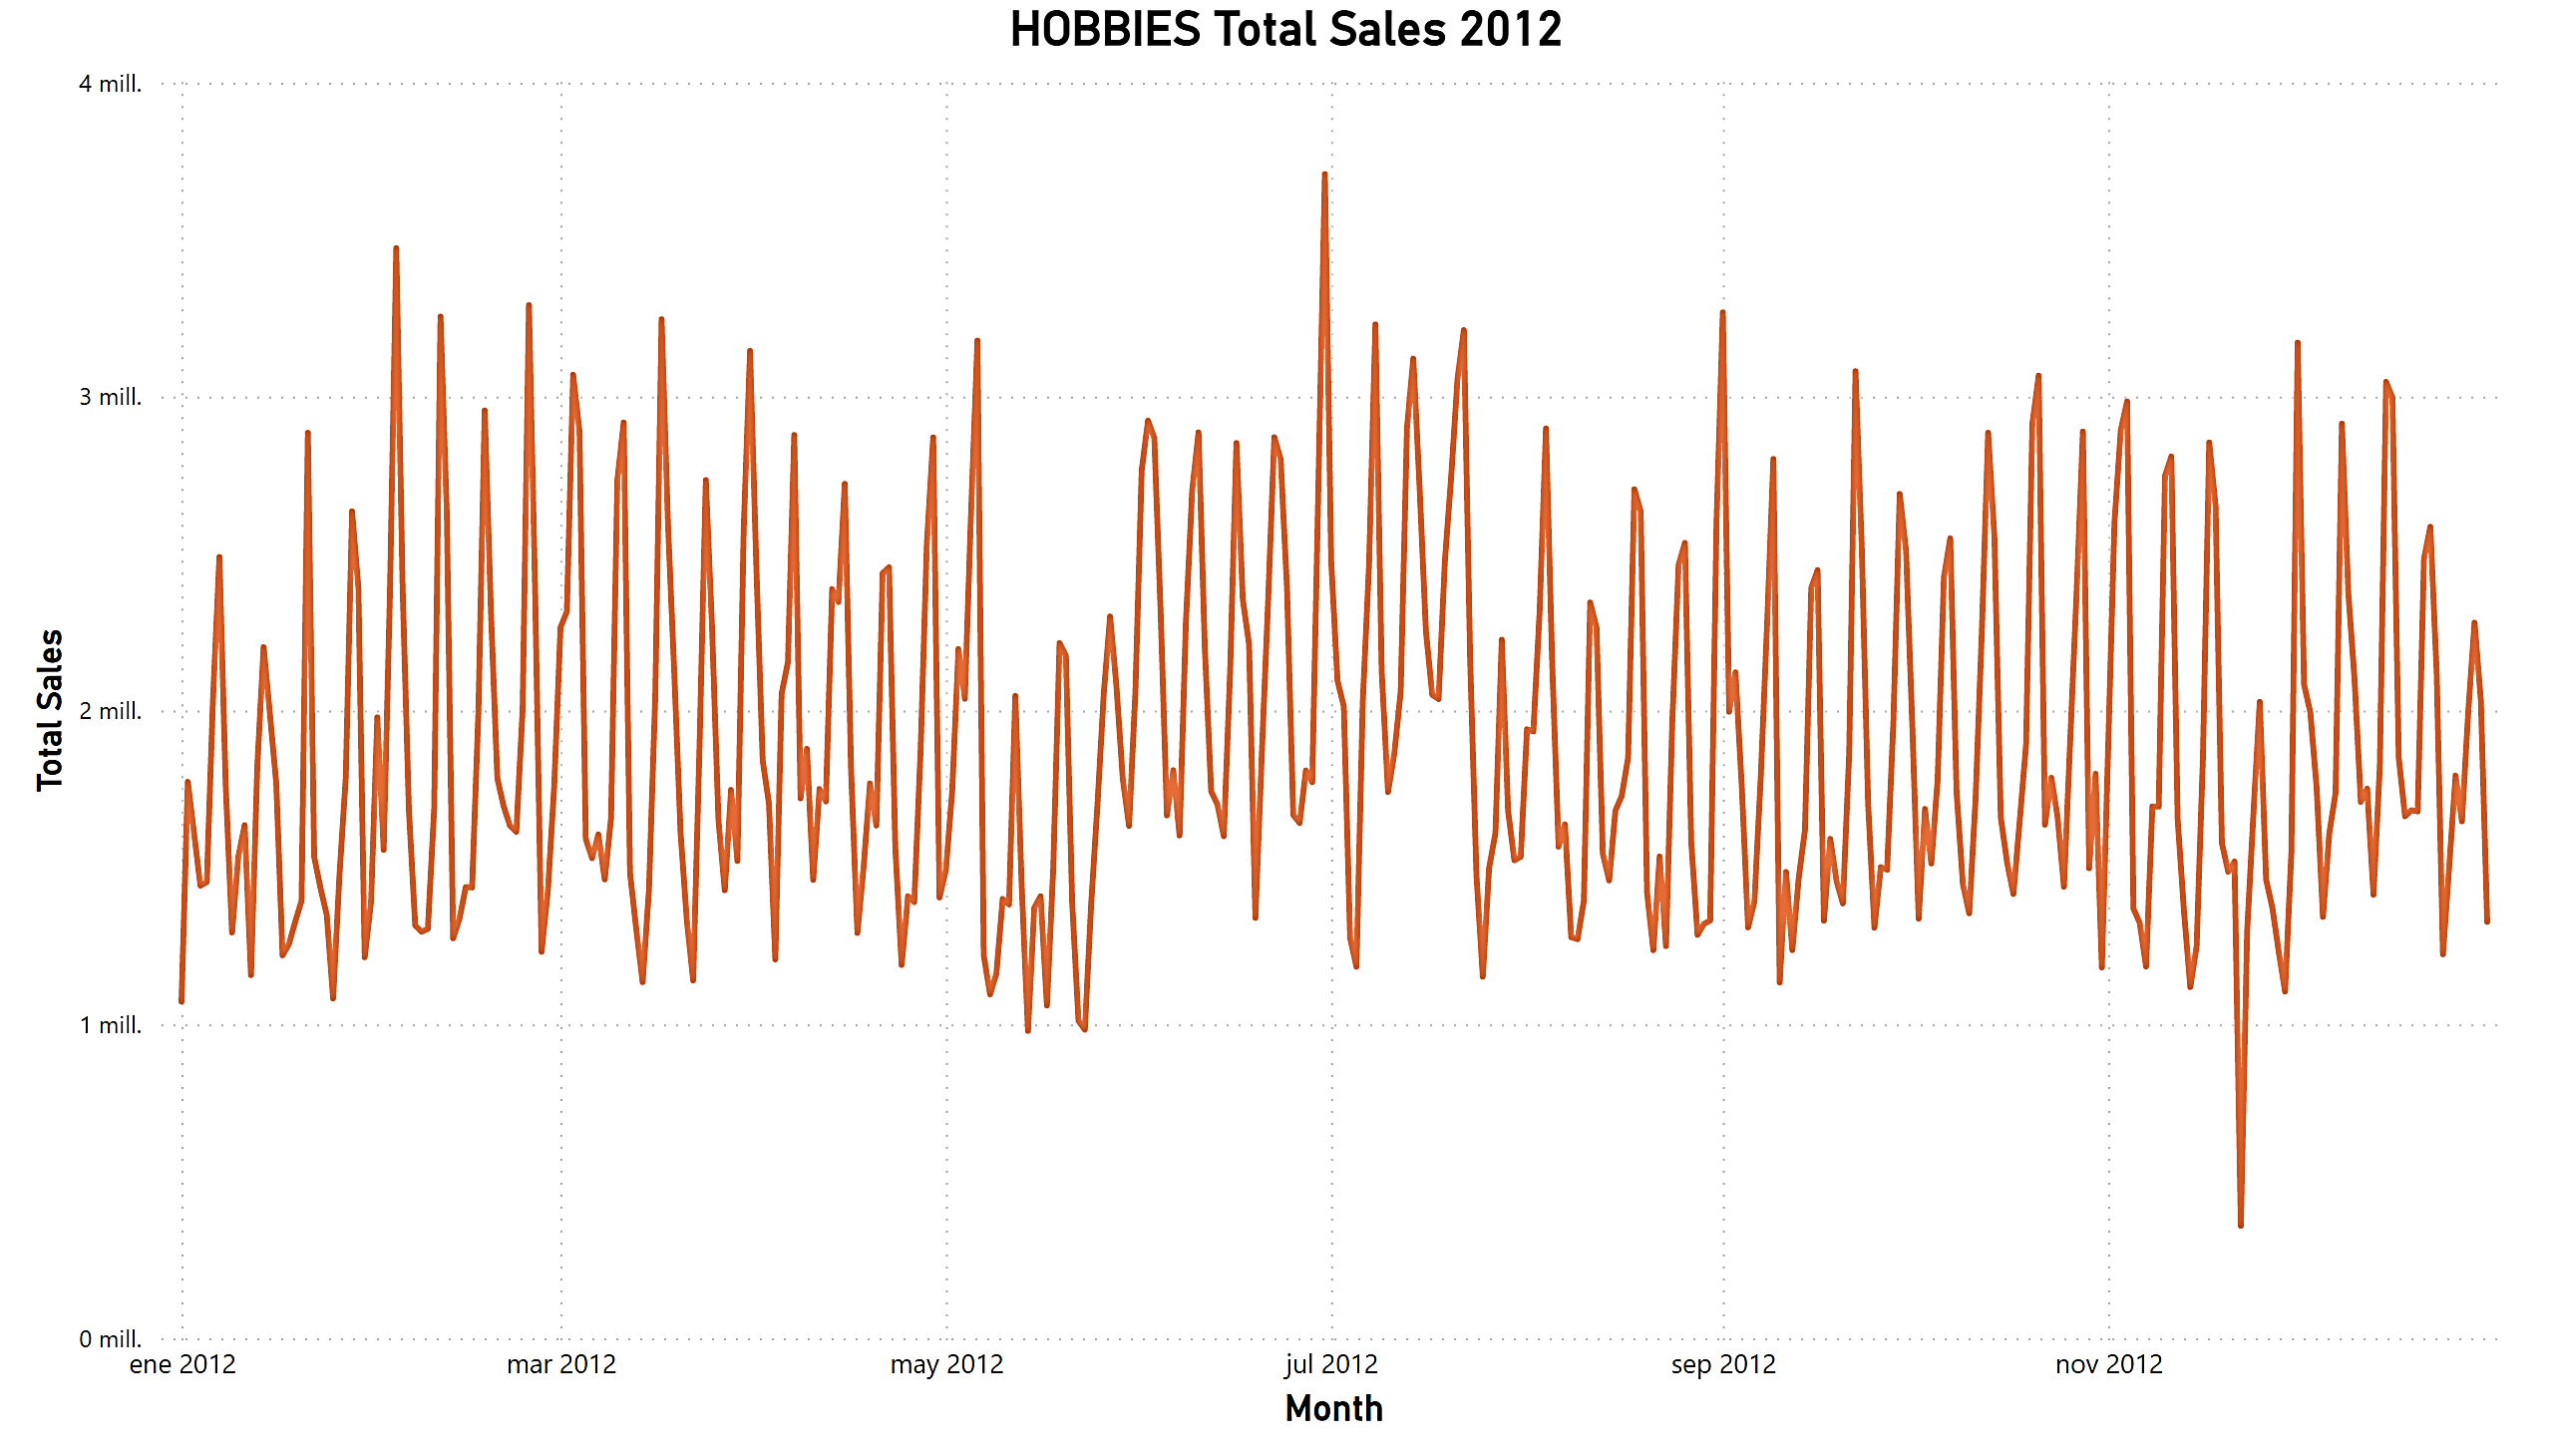 HOBBIES Total Sales 2012
4 mill.
3 mill.
2 mill.
1 mill.
0 mill.
Total Sales
ene 2012 mar 2012 may 2012 jul 2012 sep 2012 nov 2012
Month